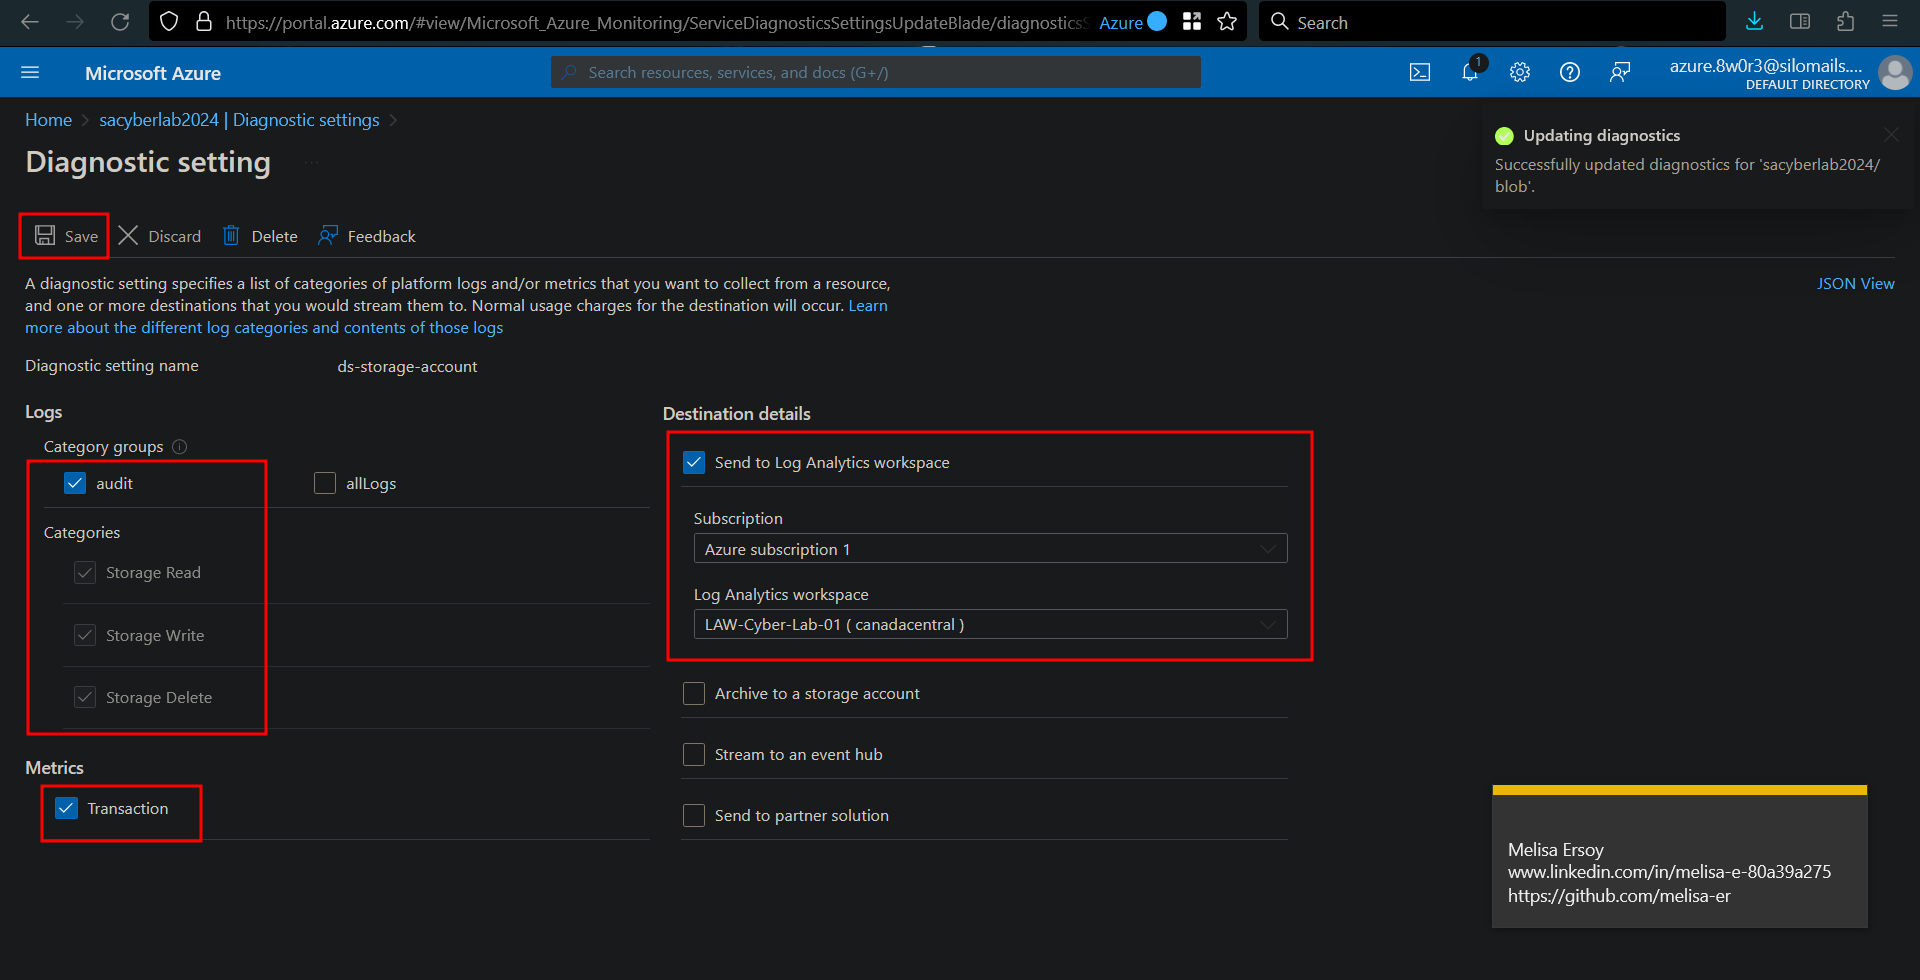 https://portal.azure.com/#view/Microsoft_Azure_Monitoring/ServiceDiagnosticsSettingsUpdateBlade/diagnosticsS
Azure
Search
Microsoft Azure
Search resources, services, and docs (G+/)
1
azure.8w0r3@silomails....
DEFAULT DIRECTORY
Home > sacyberlab2024 | Diagnostic settings >
Diagnostic setting ...
Updating diagnostics
Successfully updated diagnostics for 'sacyberlab2024/
blob'.
Save
Discard
Delete
Feedback
A diagnostic setting specifies a list of categories of platform logs and/or metrics that you want to collect from a resource,
and one or more destinations that you would stream them to. Normal usage charges for the destination will occur. Learn
more about the different log categories and contents of those logs
JSON View
Diagnostic setting name
ds-storage-account
Logs
Category groups
audit
allLogs
Categories
Storage Read
Storage Write
Storage Delete
Metrics
Transaction
Destination details
Send to Log Analytics workspace
Subscription
Azure subscription 1
Log Analytics workspace
LAW-Cyber-Lab-01 ( canadacentral )
Archive to a storage account
Stream to an event hub
Send to partner solution
Melisa Ersoy
www.linkedin.com/in/melisa-e-80a39a275
https://github.com/melisa-er